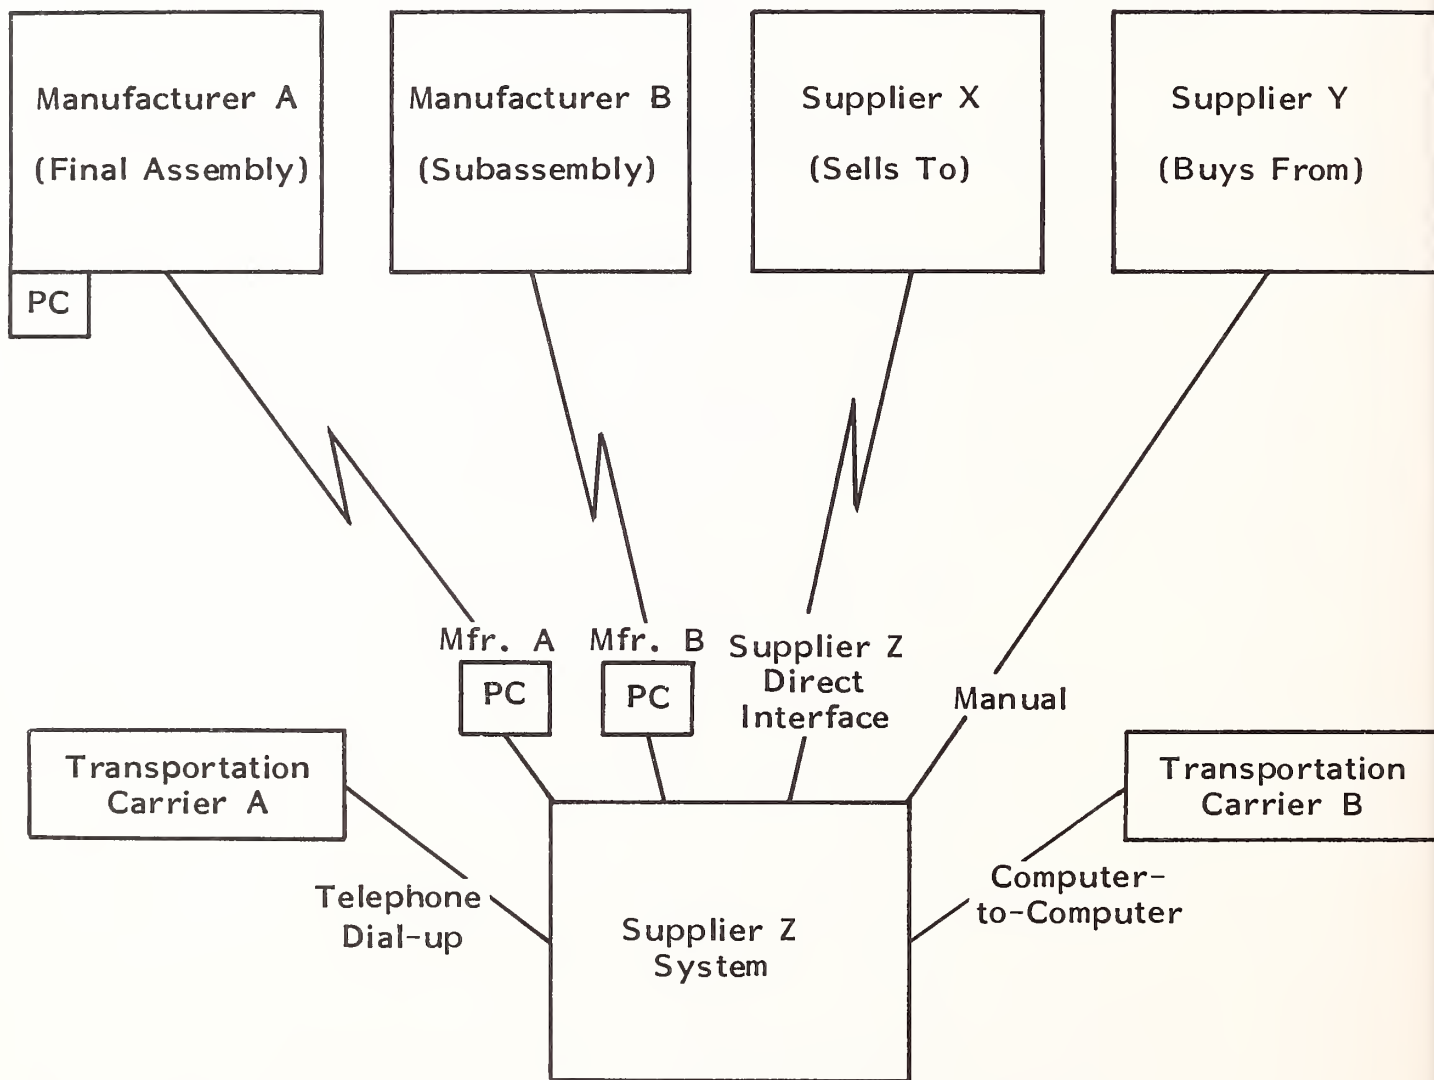 Manufacturer A
(Final Assembly)
Manufacturer B
(Subassembly)
Supplier X
(Sells To)
Supplier Y
(Buys From)
PC
Mfr. A
PC
Mfr. B
PC
Supplier Z
Direct
Interface
Manual
Transportation
Carrier A
Transportation
Carrier B
Telephone
Dial-up
Computer-
to-Computer
Supplier Z
System